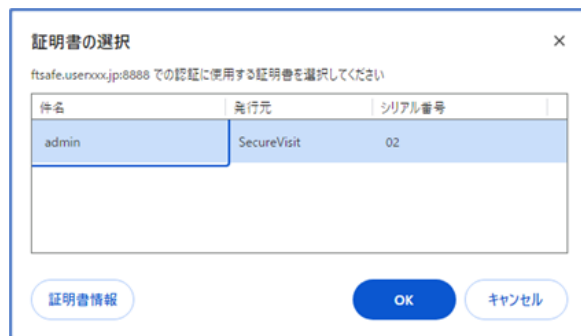 証明書の選択
ftsafe.userxxx.jp:8888 での認証に使用する証明書を選択してください
件名 発行元 シリアル番号
admin SecureVisit 02
証明書情報 OK キャンセル